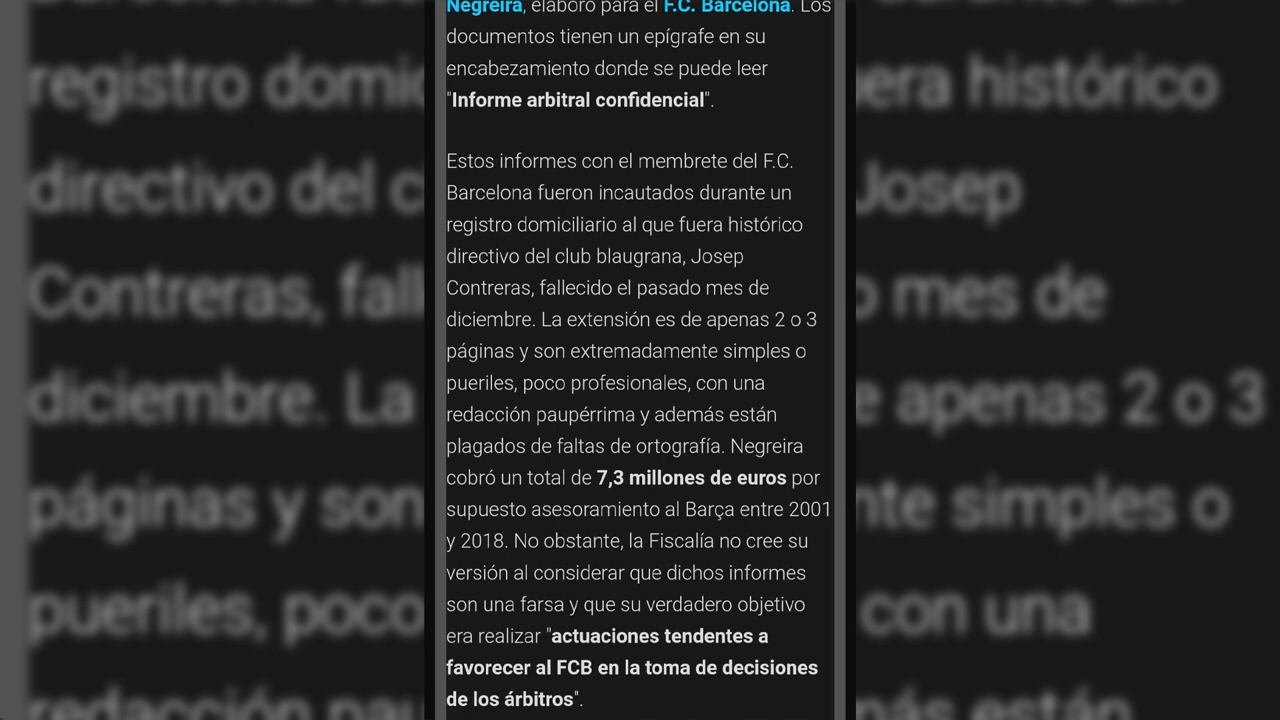 Negreira, elaboró para el F.C. Barcelona. Los
documentos tienen un epígrafe en su
encabezamiento donde se puede leer
"Informe arbitral confidencial".
Estos informes con el membrete del F.C.
Barcelona fueron incautados durante un
registro domiciliario al que fuera histórico
directivo del club blaugrana, Josep
Contreras, fallecido el pasado mes de
diciembre. La extensión es de apenas 2 o 3
páginas y son extremadamente simples o
pueriles, poco profesionales, con una
redacción paupérrima y además están
plagados de faltas de ortografía. Negreira
cobró un total de 7,3 millones de euros por
supuesto asesoramiento al Barça entre 2001
y 2018. No obstante, la Fiscalía no cree su
versión al considerar que dichos informes
son una farsa y que su verdadero objetivo
era realizar "actuaciones tendentes a
favorecer al FCB en la toma de decisiones
de los árbitros".